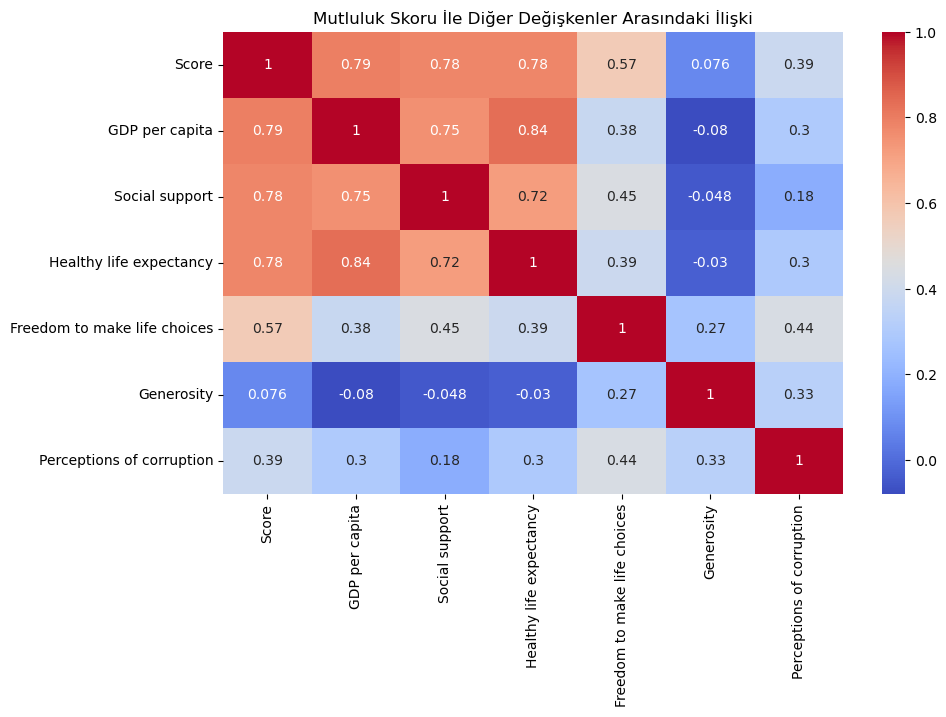 Mutluluk Skoru İle Diğer Değişkenler Arasındaki İlişki
Score 1 0.79 0.78 0.78 0.57 0.076 0.39
GDP per capita 0.79 1 0.75 0.84 0.38 -0.08 0.3
Social support 0.78 0.75 1 0.72 0.45 -0.048 0.18
Healthy life expectancy 0.78 0.84 0.72 1 0.39 -0.03 0.3
Freedom to make life choices 0.57 0.38 0.45 0.39 1 0.27 0.44
Generosity 0.076 -0.08 -0.048 -0.03 0.27 1 0.33
Perceptions of corruption 0.39 0.3 0.18 0.3 0.44 0.33 1
Score
GDP per capita
Social support
Healthy life expectancy
Freedom to make life choices
Generosity
Perceptions of corruption
1.0
0.8
0.6
0.4
0.2
0.0